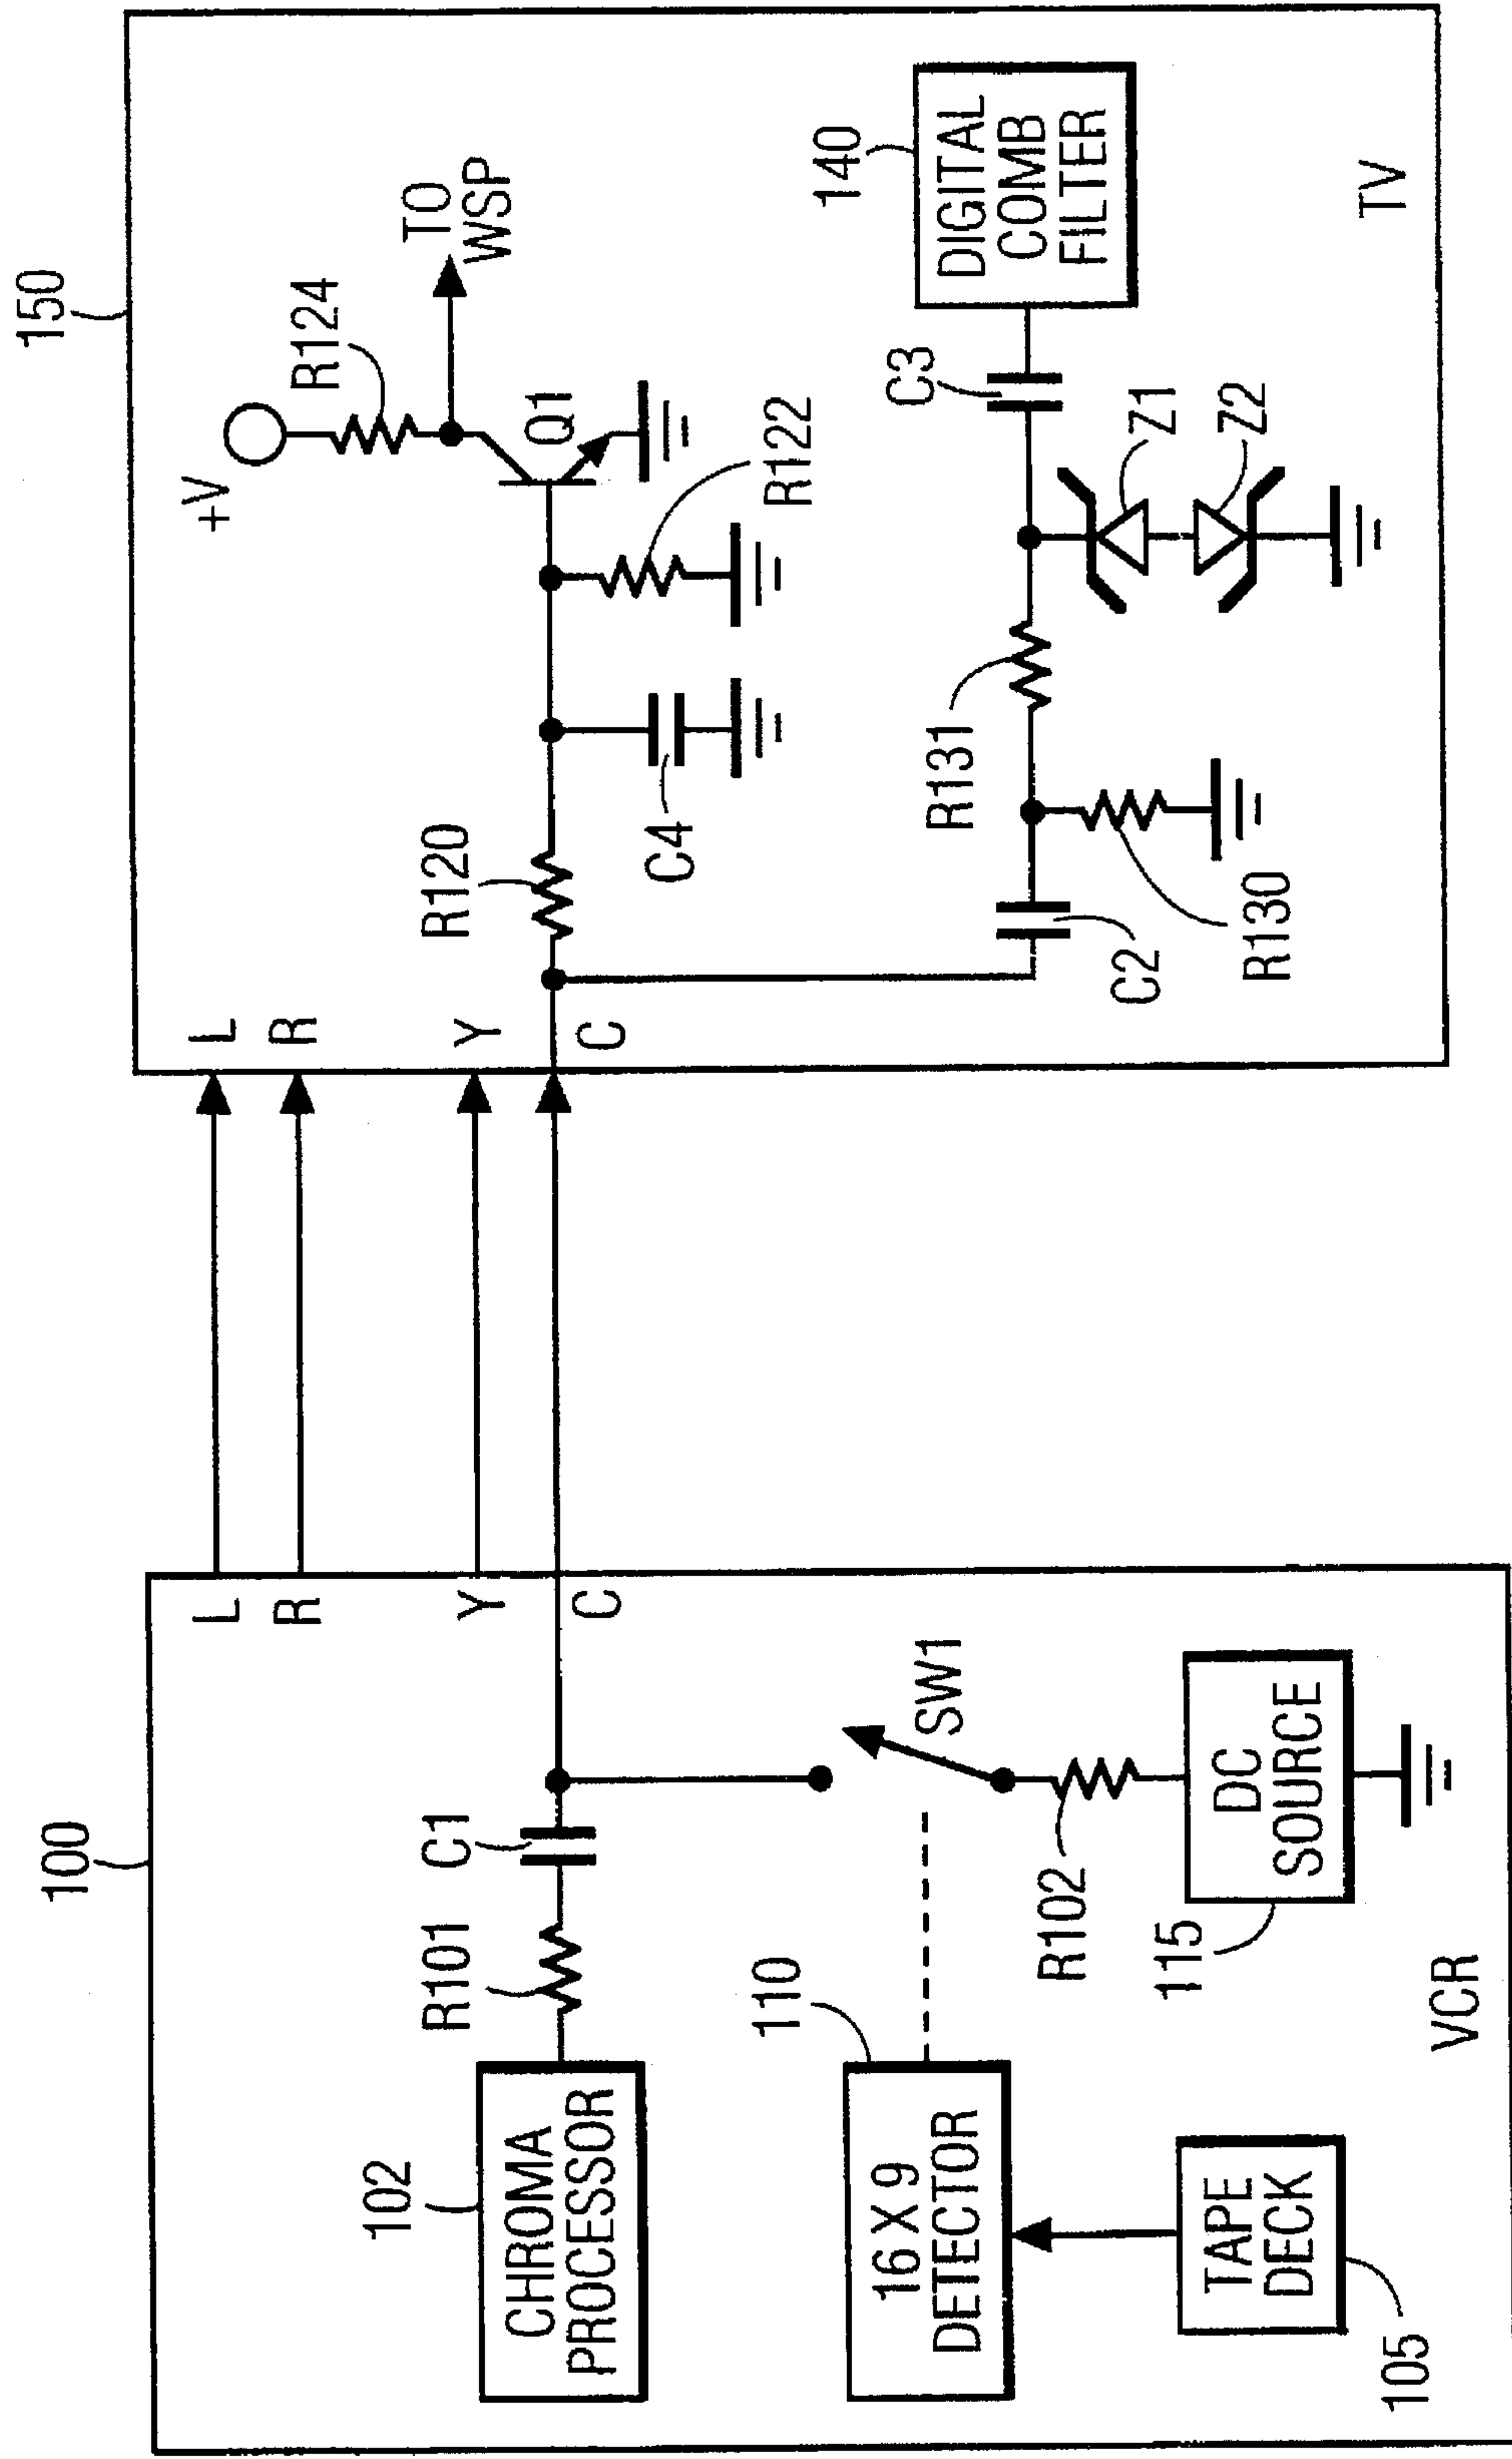 100
VCR
102
CHROMA
PROCESSOR
R101
C1
L
R
Y
C
110
16 X 9
DETECTOR
SW1
R102
115
DC
SOURCE
TAPE
DECK
105
150
TV
L
R
Y
C
+V
R124
TO
WSP
Q1
R120
C4
R122
C2
R130
R131
C3
Z1
Z2
140
DIGITAL
COMB
FILTER